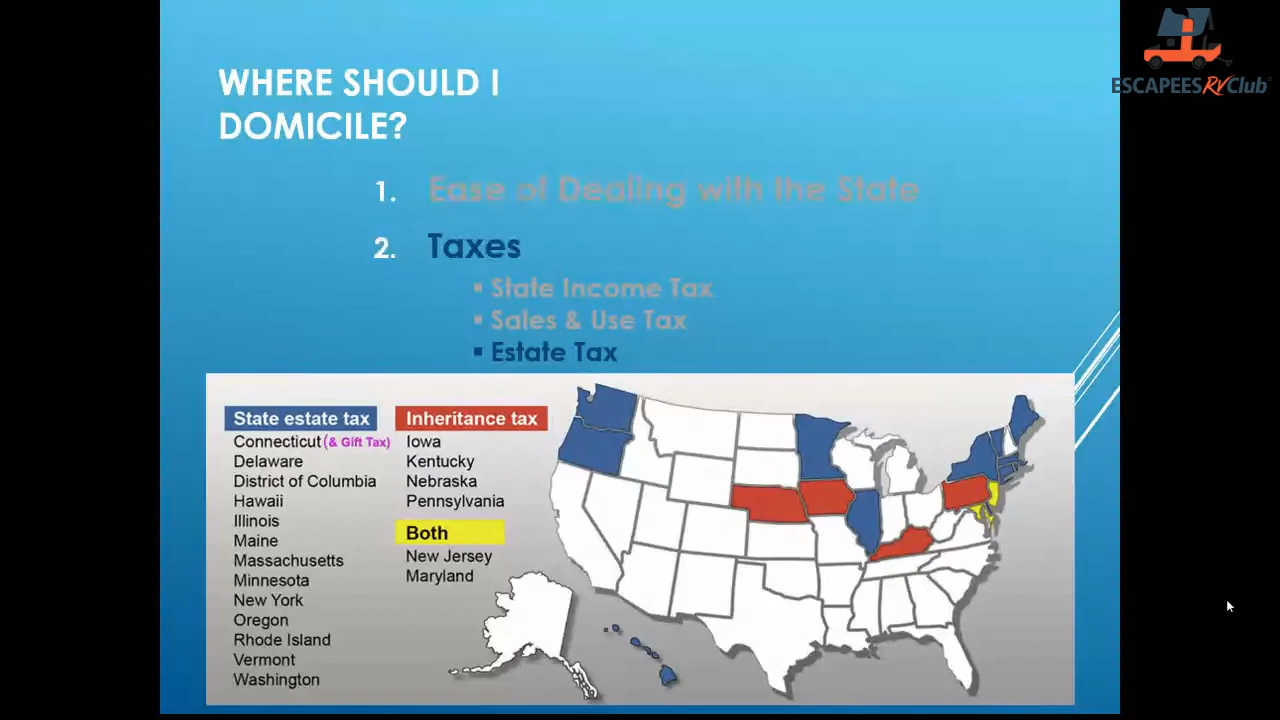 ESCAPEES RV Club
WHERE SHOULD I
DOMICILE?
1. Ease of Dealing with the State
2. Taxes
▪ State Income Tax
▪ Sales & Use Tax
▪ Estate Tax
State estate tax
Connecticut (& Gift Tax)
Delaware
District of Columbia
Hawaii
Illinois
Maine
Massachusetts
Minnesota
New York
Oregon
Rhode Island
Vermont
Washington
Inheritance tax
Iowa
Kentucky
Nebraska
Pennsylvania
Both
New Jersey
Maryland